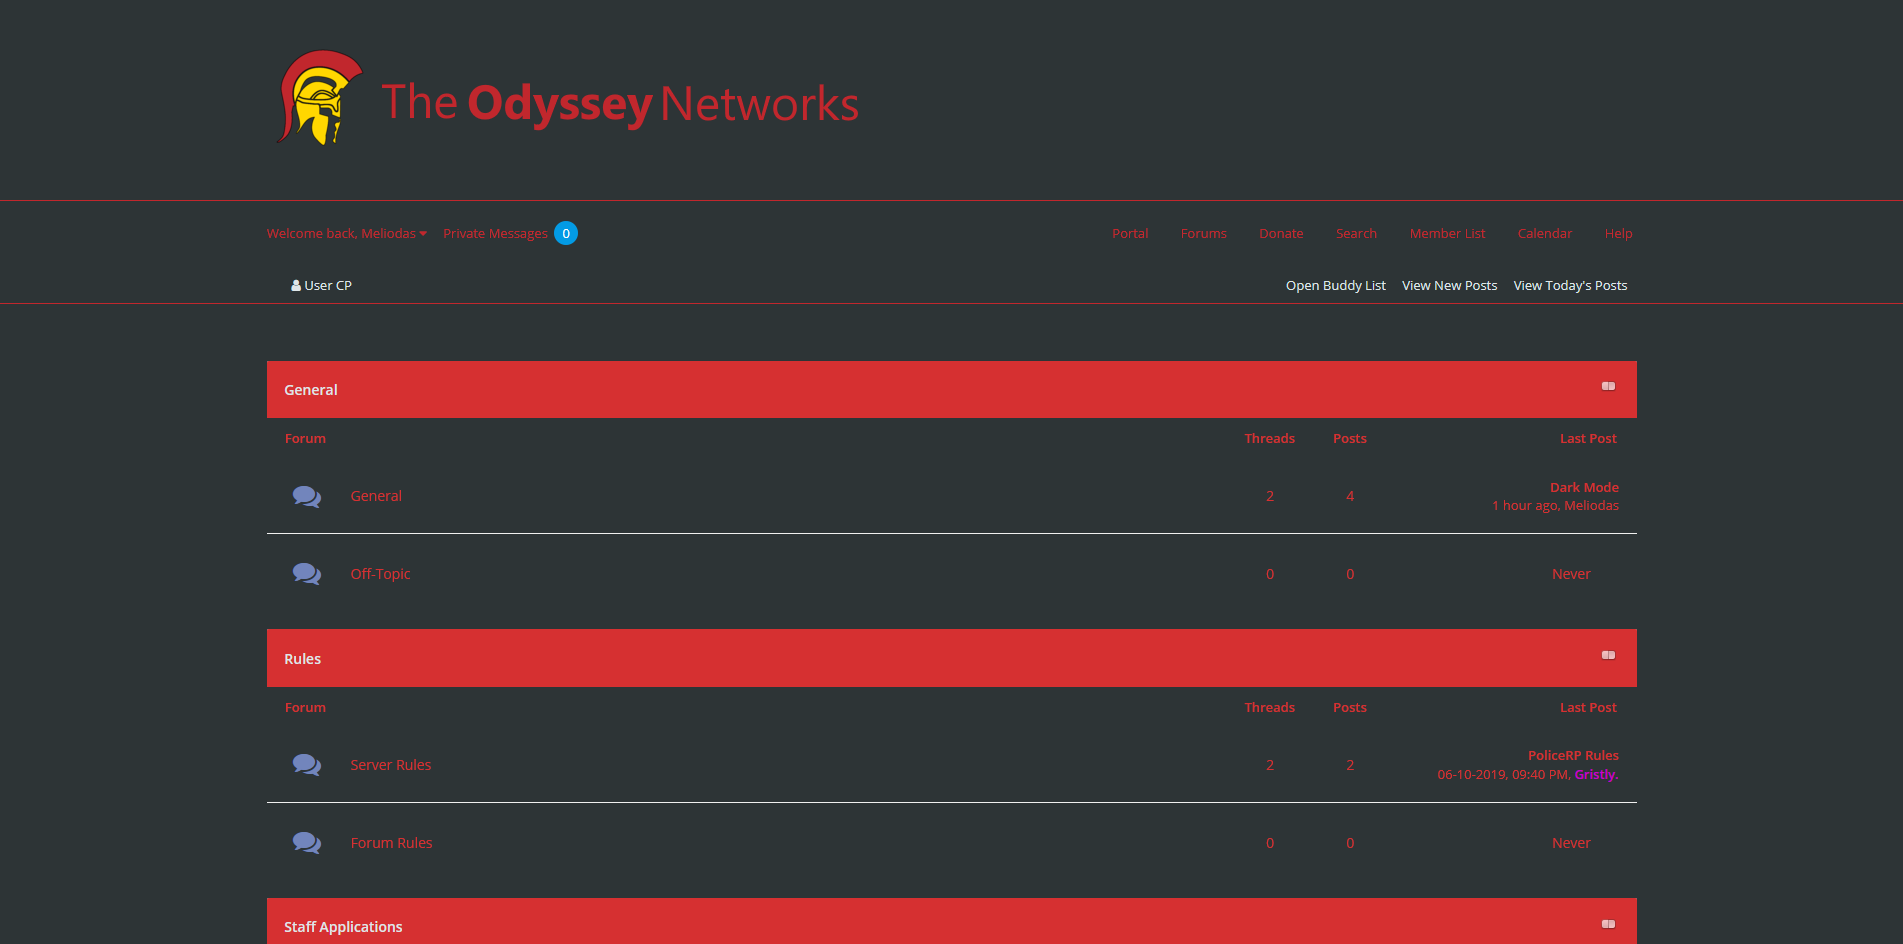 The Odyssey Networks
Welcome back, Meliodas Private Messages 0 Portal Forums Donate Search Member List Calendar Help
User CP Open Buddy List View New Posts View Today's Posts
General
Forum Threads Posts Last Post
General 2 4 Dark Mode
1 hour ago, Meliodas
Off-Topic 0 0 Never
Rules
Forum Threads Posts Last Post
Server Rules 2 2 PoliceRP Rules
06-10-2019, 09:40 PM, Gristly.
Forum Rules 0 0 Never
Staff Applications